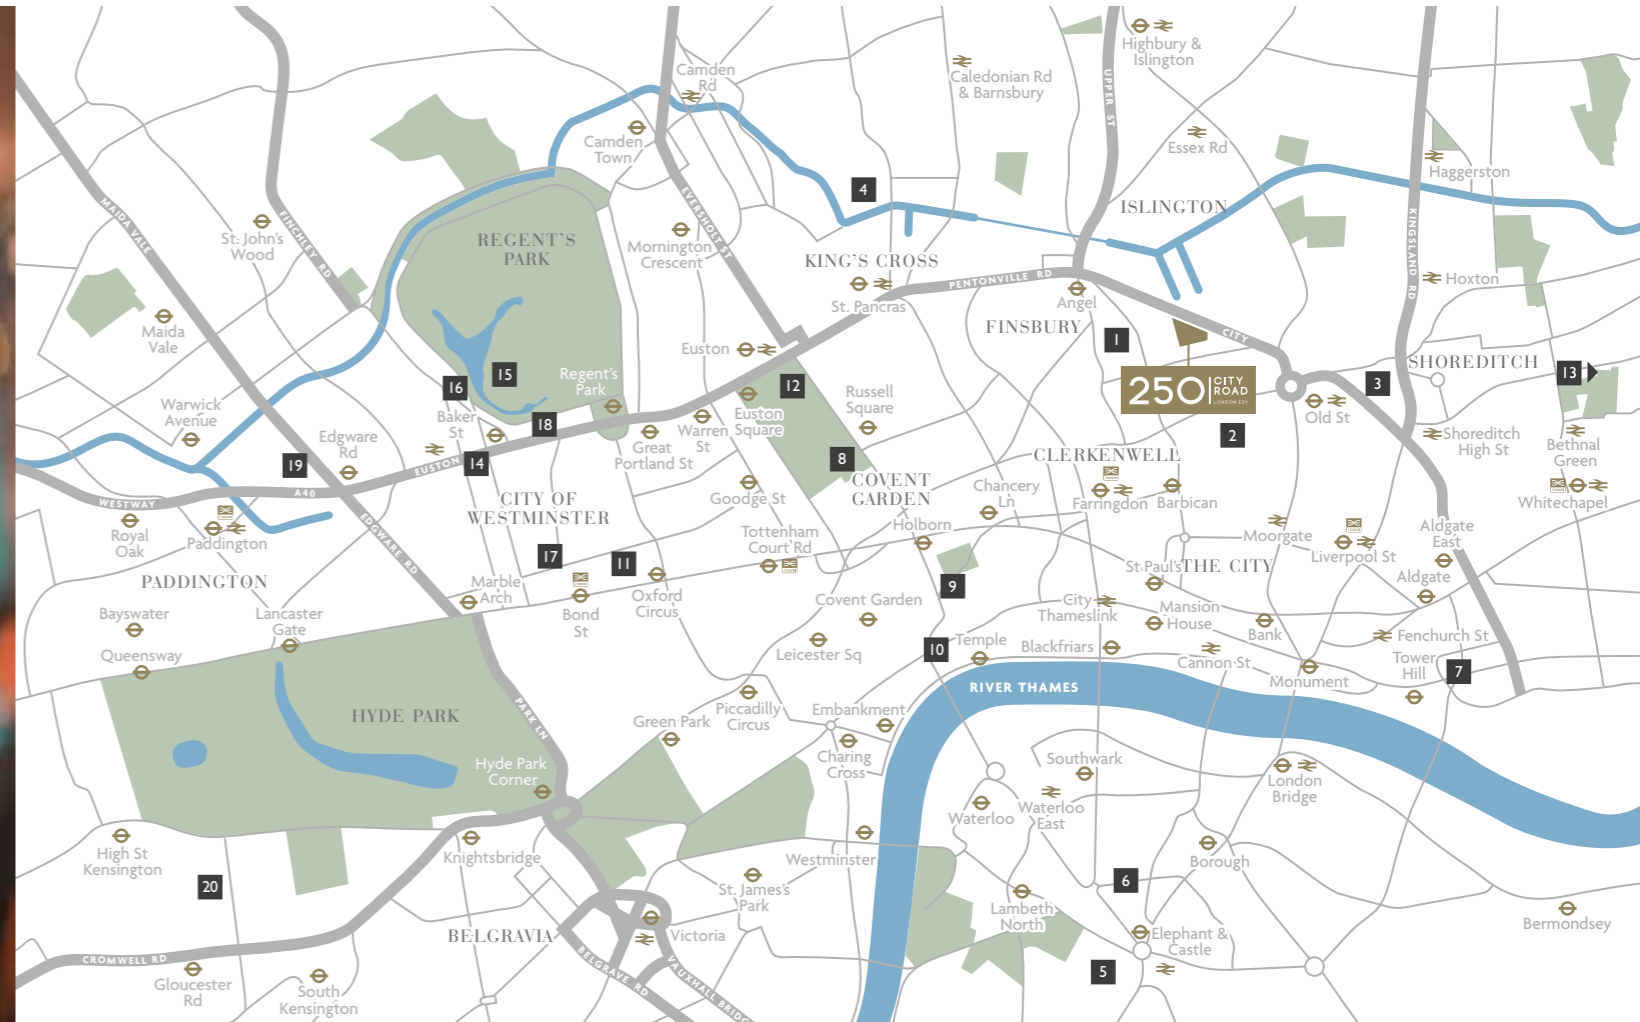 Highbury &
Islington
Camden
Rd
Caledonian Rd
& Barnsbury
UPPER ST
Camden
Town
Essex Rd
Haggerston
4
MAIDA VALE
FINCHLEY RD
EVERSHOLT ST
ISLINGTON
KINGSLAND RD
St. John's
Wood
REGENT'S
PARK
Mornington
Crescent
KING'S CROSS
PENTONVILLE RD
Hoxton
St. Pancras
Angel
Maida
Vale
FINSBURY
1
CITY
Euston
SHOREDITCH
13
16
15
Regent's
Park
12
250
CITY
ROAD
LONDON EC1
3
Russell
Square
Warwick
Avenue
Baker
St
18
Euston
Square
Warren
St
Old St
Edgware
Rd
Great
Portland St
2
Shoreditch
High St
Bethnal
Green
19
EUSTON
14
8
CLERKENWELL
COVENT
GARDEN
WESTWAY
A40
CITY OF
WESTMINSTER
Goodge St
Chancery
Ln
Farringdon
Barbican
Whitechapel
Royal
Oak
Paddington
EDGWARE RD
Holborn
Tottenham
Court Rd
Moorgate
Liverpool St
Aldgate
East
17
11
PADDINGTON
Marble
Arch
St.Paul's
THE CITY
Aldgate
9
Bayswater
Lancaster
Gate
Bond
St
Oxford
Circus
Covent Garden
City
Thameslink
Mansion
House
Bank
Queensway
Leicester Sq
10
Temple
Blackfriars
Cannon St
Fenchurch St
Tower
Hill
7
Monument
RIVER THAMES
HYDE PARK
PARK LN
Piccadilly
Circus
Green Park
Embankment
Charing
Cross
Southwark
Hyde Park
Corner
London
Bridge
Waterloo
Waterloo
East
High St
Kensington
Knightsbridge
Westminster
Borough
20
St. James's
Park
6
Lambeth
North
Bermondsey
BELGRAVIA
Victoria
Elephant &
Castle
CROMWELL RD
BELGRAVE RD
VAUXHALL BRIDG
5
Gloucester
Rd
South
Kensington